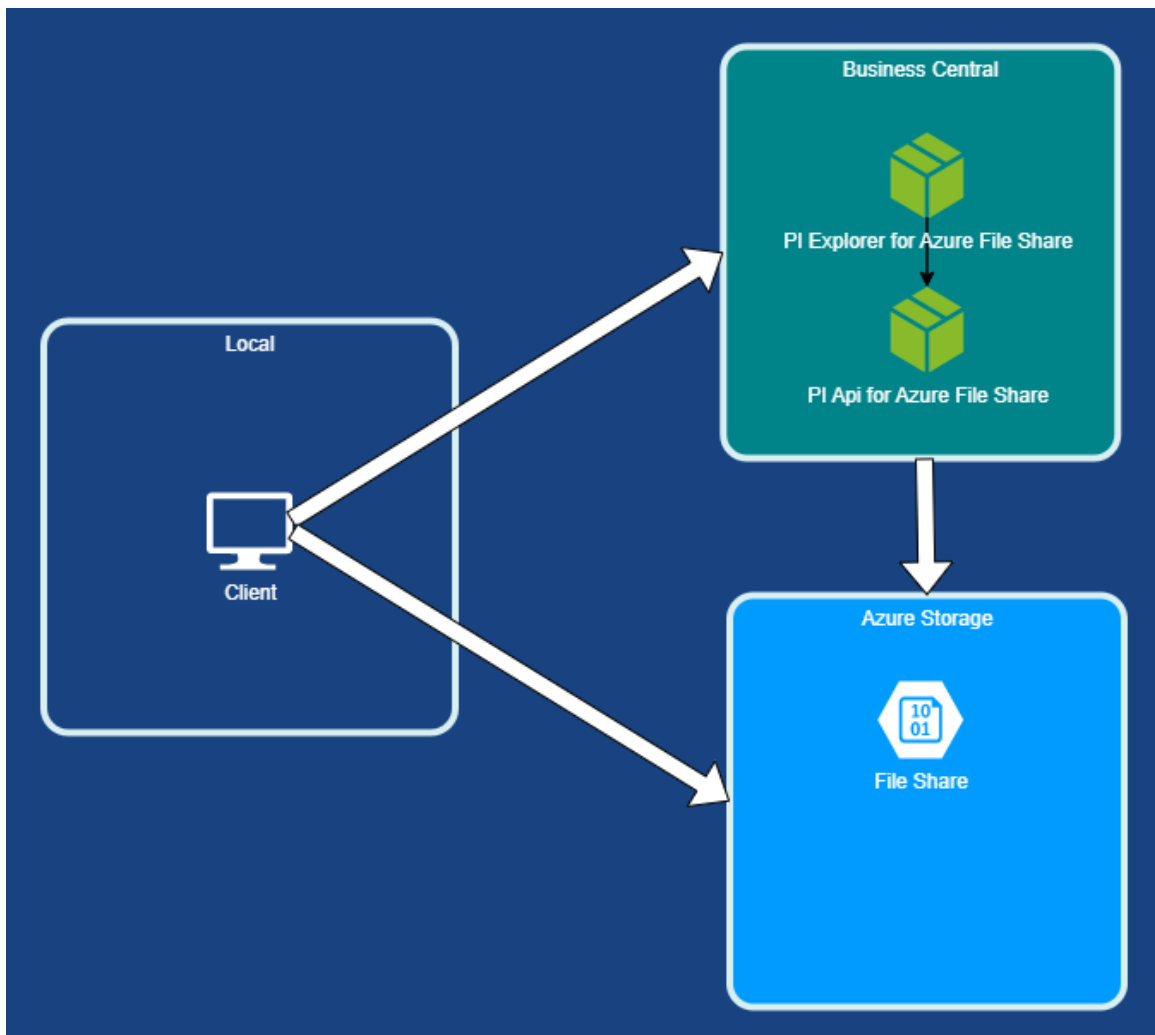 Business Central
PI Explorer for Azure File Share
PI Api for Azure File Share
Local
Client
Azure Storage
10
01
File Share